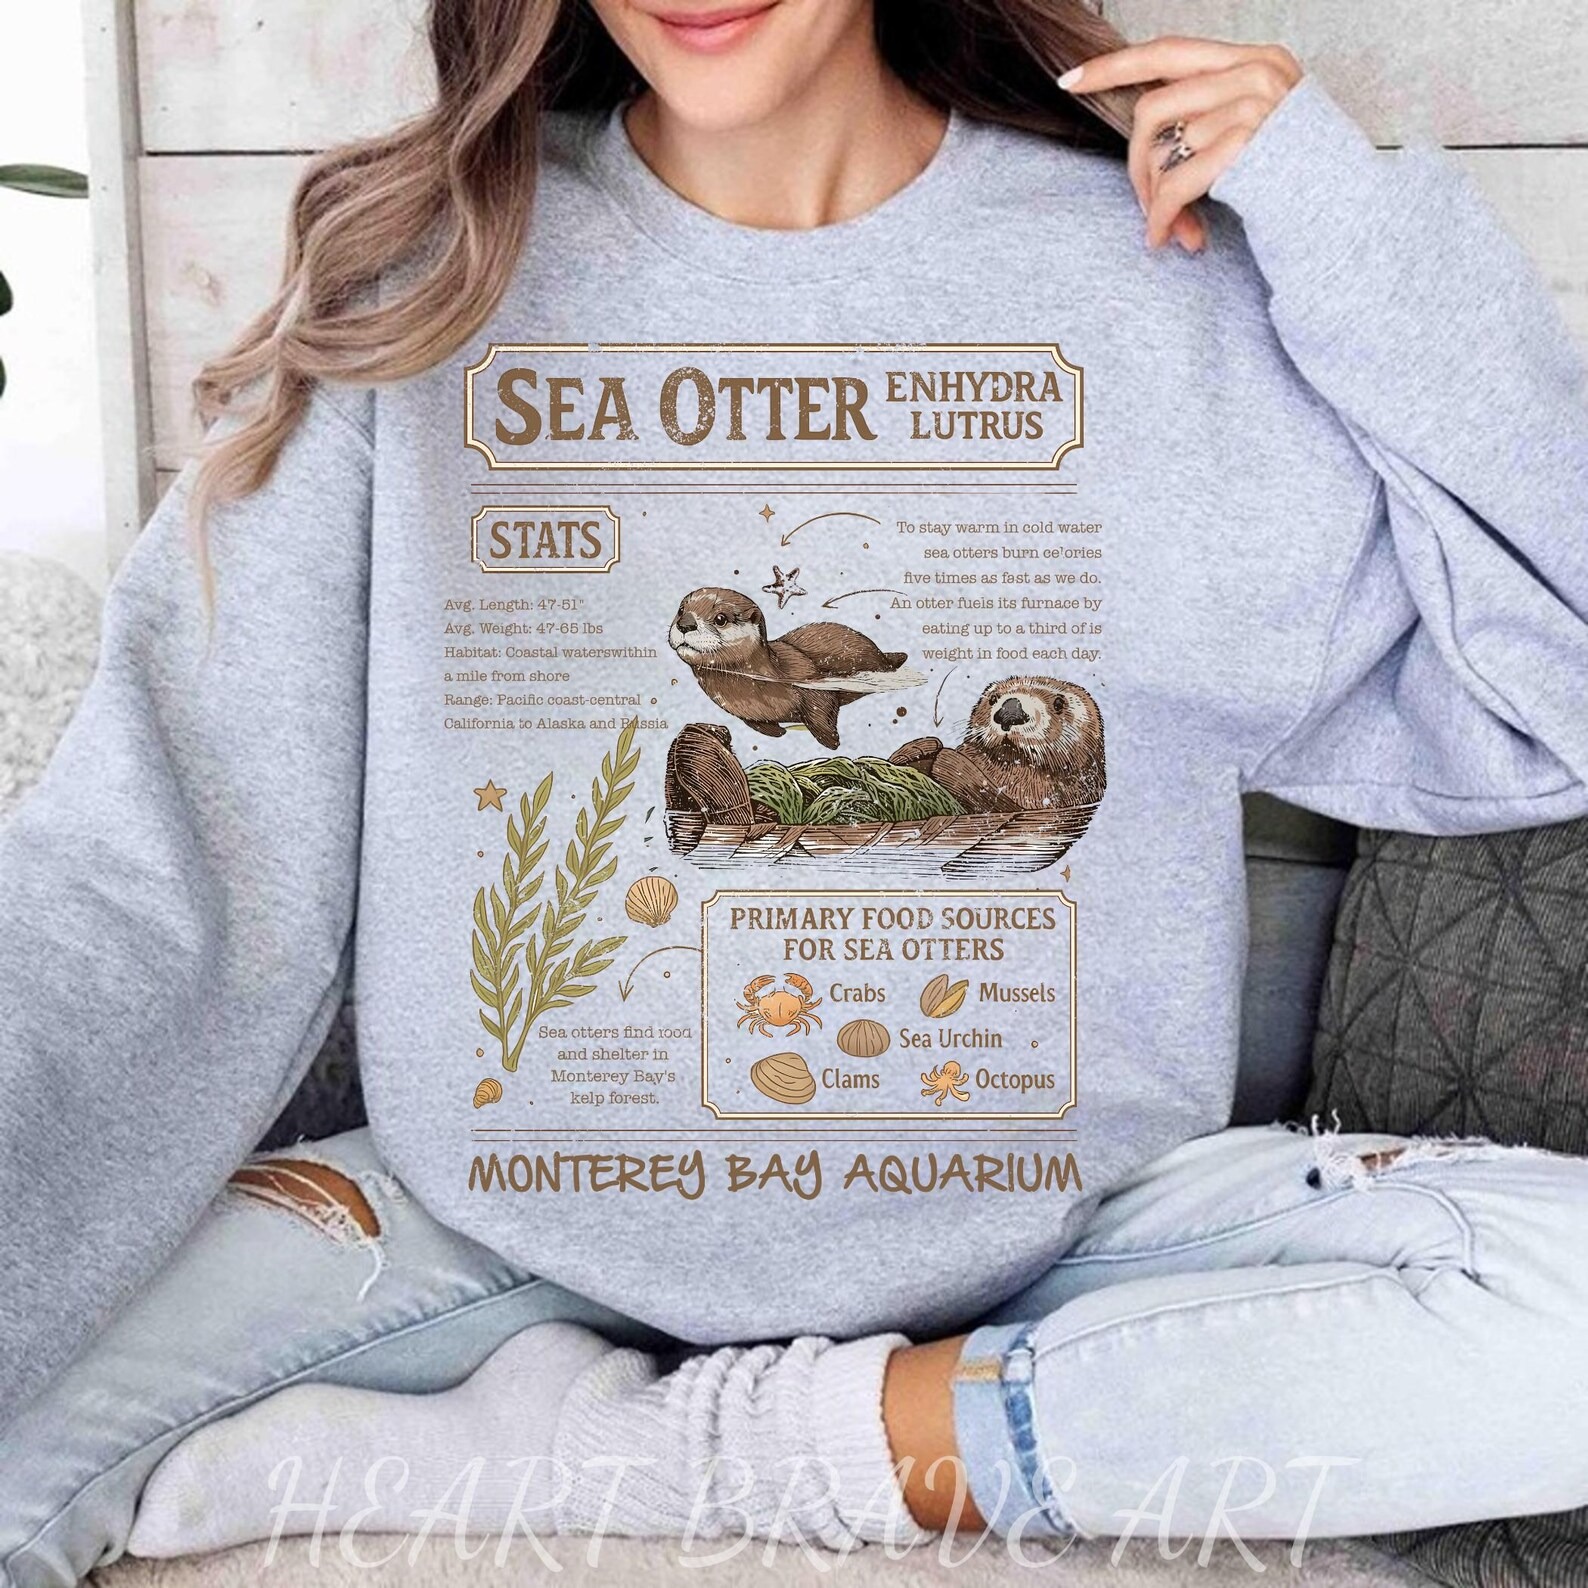 SEA OTTER
ENHYDRA
LUTRUS
STATS
Avg. Length: 47-51"
Avg. Weight: 47-65 lbs
Habitat: Coastal waterswithin
a mile from shore
Range: Pacific coast-central
California to Alaska and Russia
To stay warm in cold water
sea otters burn calories
five times as fast as we do.
An otter fuels its furnace by
eating up to a third of is
weight in food each day.
PRIMARY FOOD SOURCES
FOR SEA OTTERS
Crabs
Mussels
Sea Urchin
Clams
Octopus
Sea otters find food
and shelter in
Monterey Bay's
kelp forest.
MONTEREY BAY AQUARIUM
HEART BRAVE ART